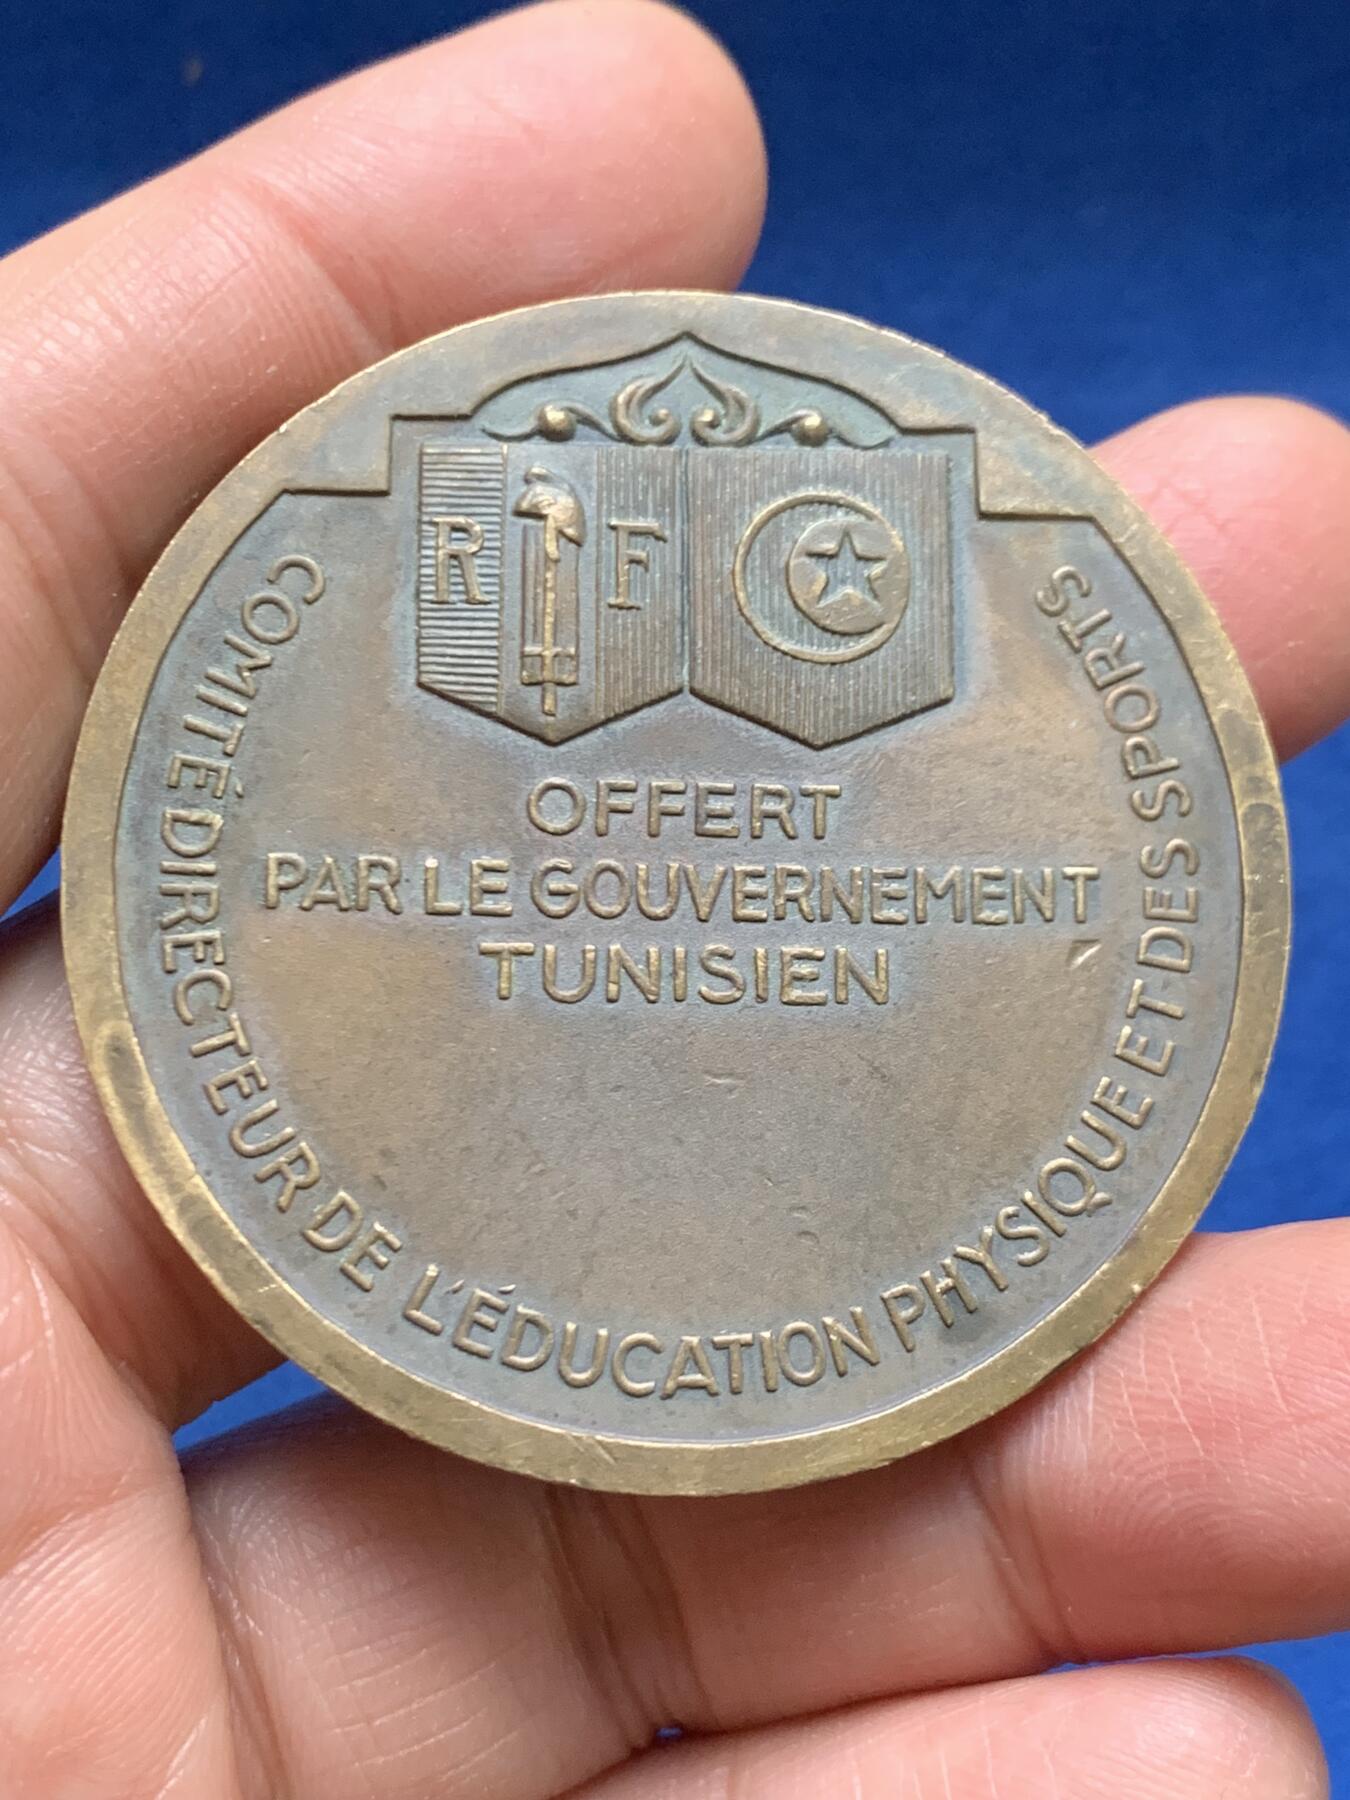 R F
OFFERT
PAR LE GOUVERNEMENT
TUNISIEN
COMITÉ DIRECTEUR DE L'ÉDUCATION PHYSIQUE ET DES SPORTS